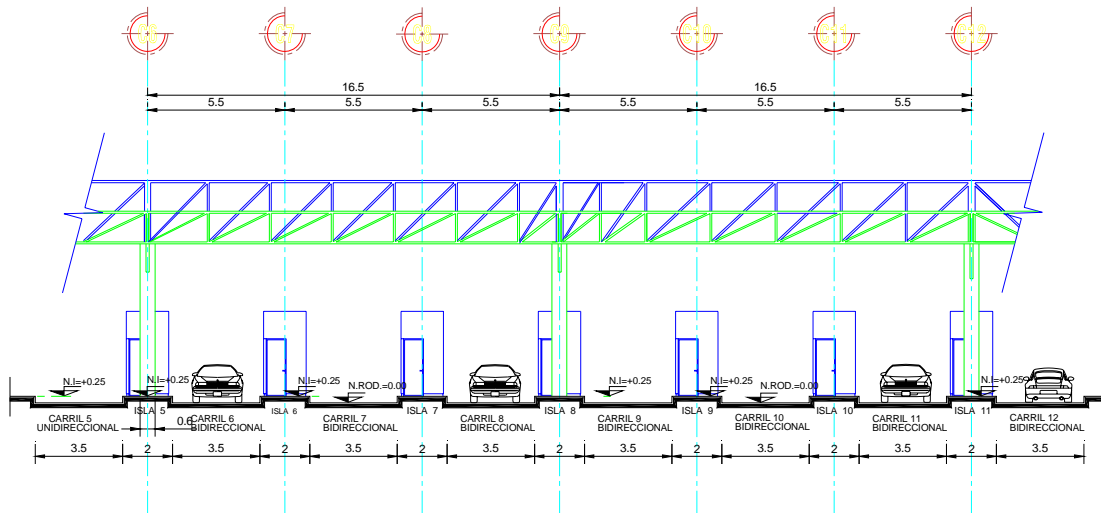 16.5 16.5
5.5 5.5 5.5 5.5 5.5 5.5
N.I=+0.25 N.I=+0.25 N.I=+0.25 N.ROD.=0.00 N.I=+0.25 N.I=+0.25 N.ROD.=0.00 N.I=+0.25
CARRIL 5 ISLA 5 CARRIL 6 ISLA 6 CARRIL 7 ISLA 7 CARRIL 8 ISLA 8 CARRIL 9 ISLA 9 CARRIL 10 ISLA 10 CARRIL 11 ISLA 11 CARRIL 12
UNIDIRECCIONAL 0.6 BIDIRECCIONAL BIDIRECCIONAL BIDIRECCIONAL BIDIRECCIONAL BIDIRECCIONAL BIDIRECCIONAL BIDIRECCIONAL
3.5 2 3.5 2 3.5 2 3.5 2 3.5 2 3.5 2 3.5 2 3.5